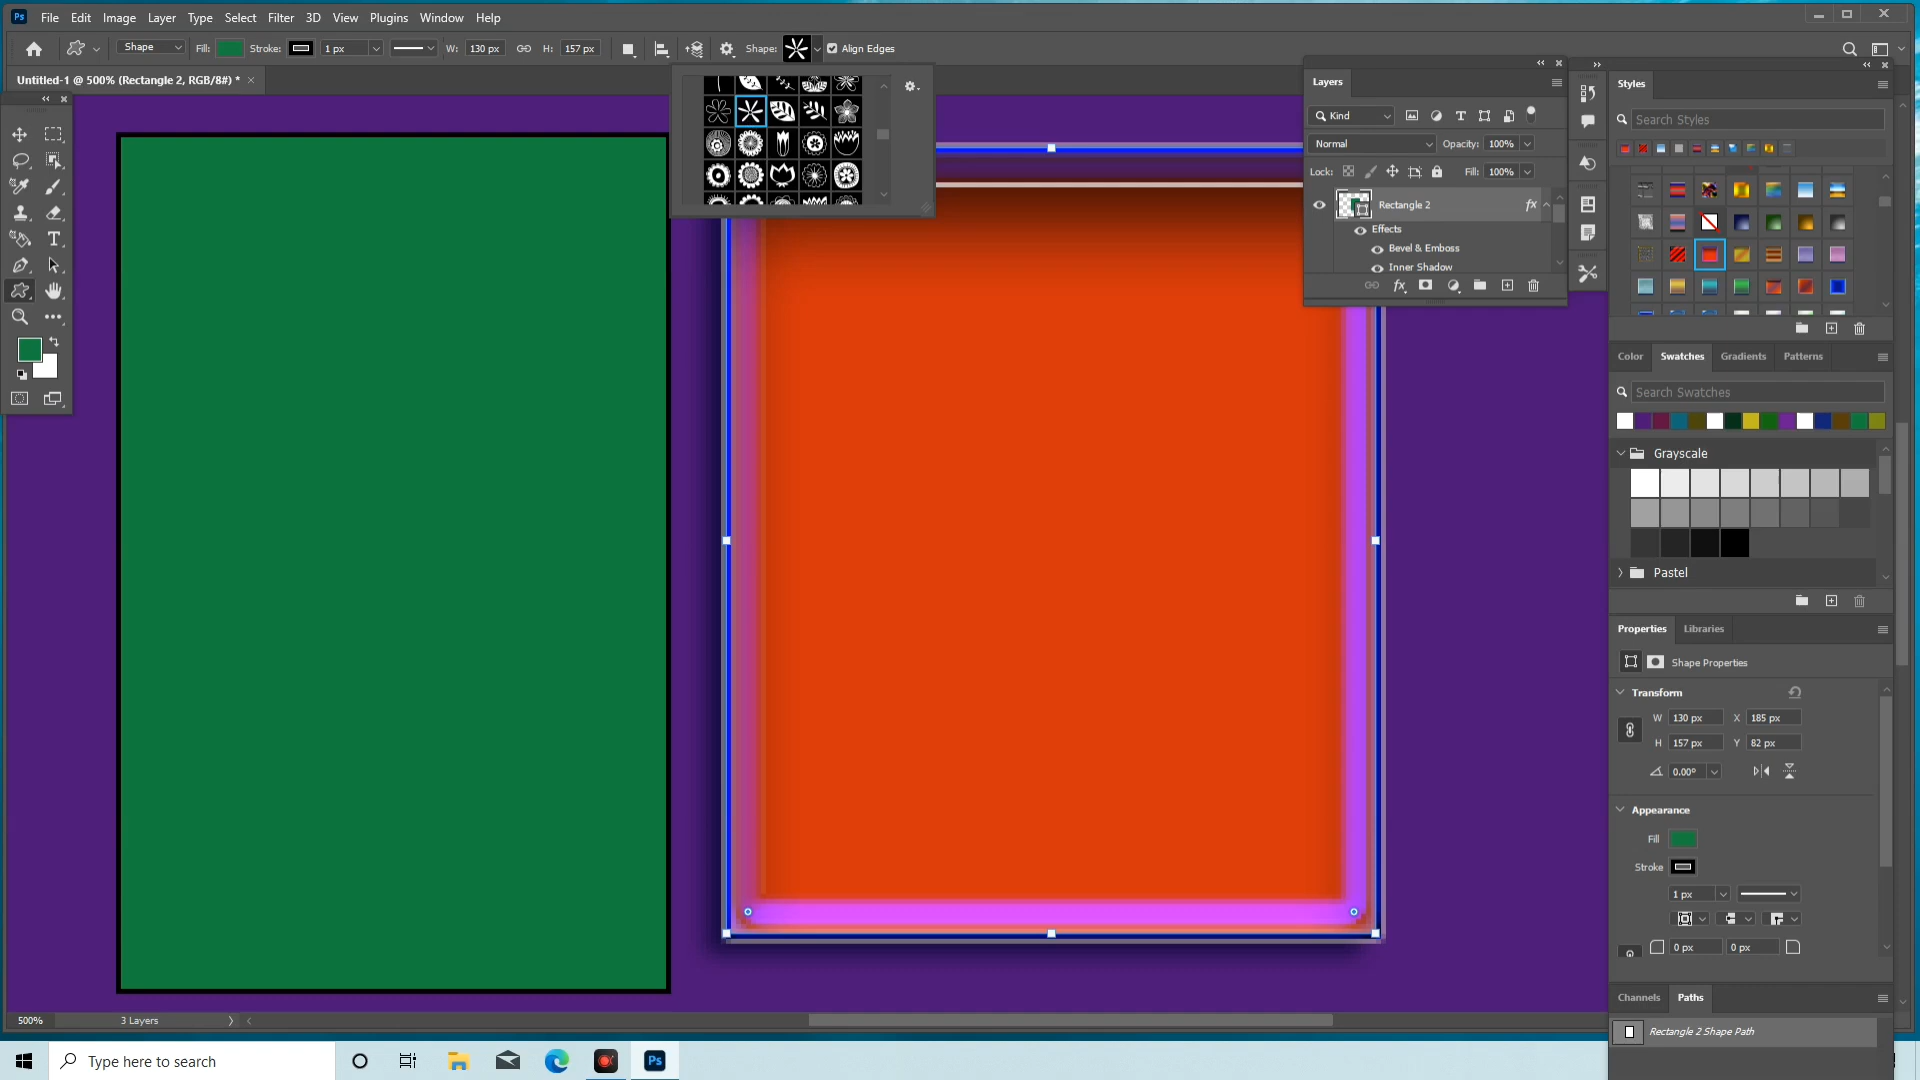 Ps File Edit Image Layer Type Select Filter 3D View Plugins Window Help
Shape Fill: Stroke: 1 px W: 130 px H: 157 px Shape: Align Edges
Untitled-1 @ 500% (Rectangle 2, RGB/8#) * ×
Layers
Kind
Normal Opacity: 100%
Lock: Fill: 100%
Rectangle 2 fx
Effects
Bevel & Emboss
Inner Shadow
fx
Styles
Search Styles
Color Swatches Gradients Patterns
Search Swatches
Grayscale
Pastel
Properties Libraries
Shape Properties
Transform
W 130 px X 185 px
H 157 px Y 82 px
0.00°
Appearance
Fill
Stroke
1 px
0 px 0 px
Channels Paths
Rectangle 2 Shape Path
500% 3 Layers
Type here to search
Ps